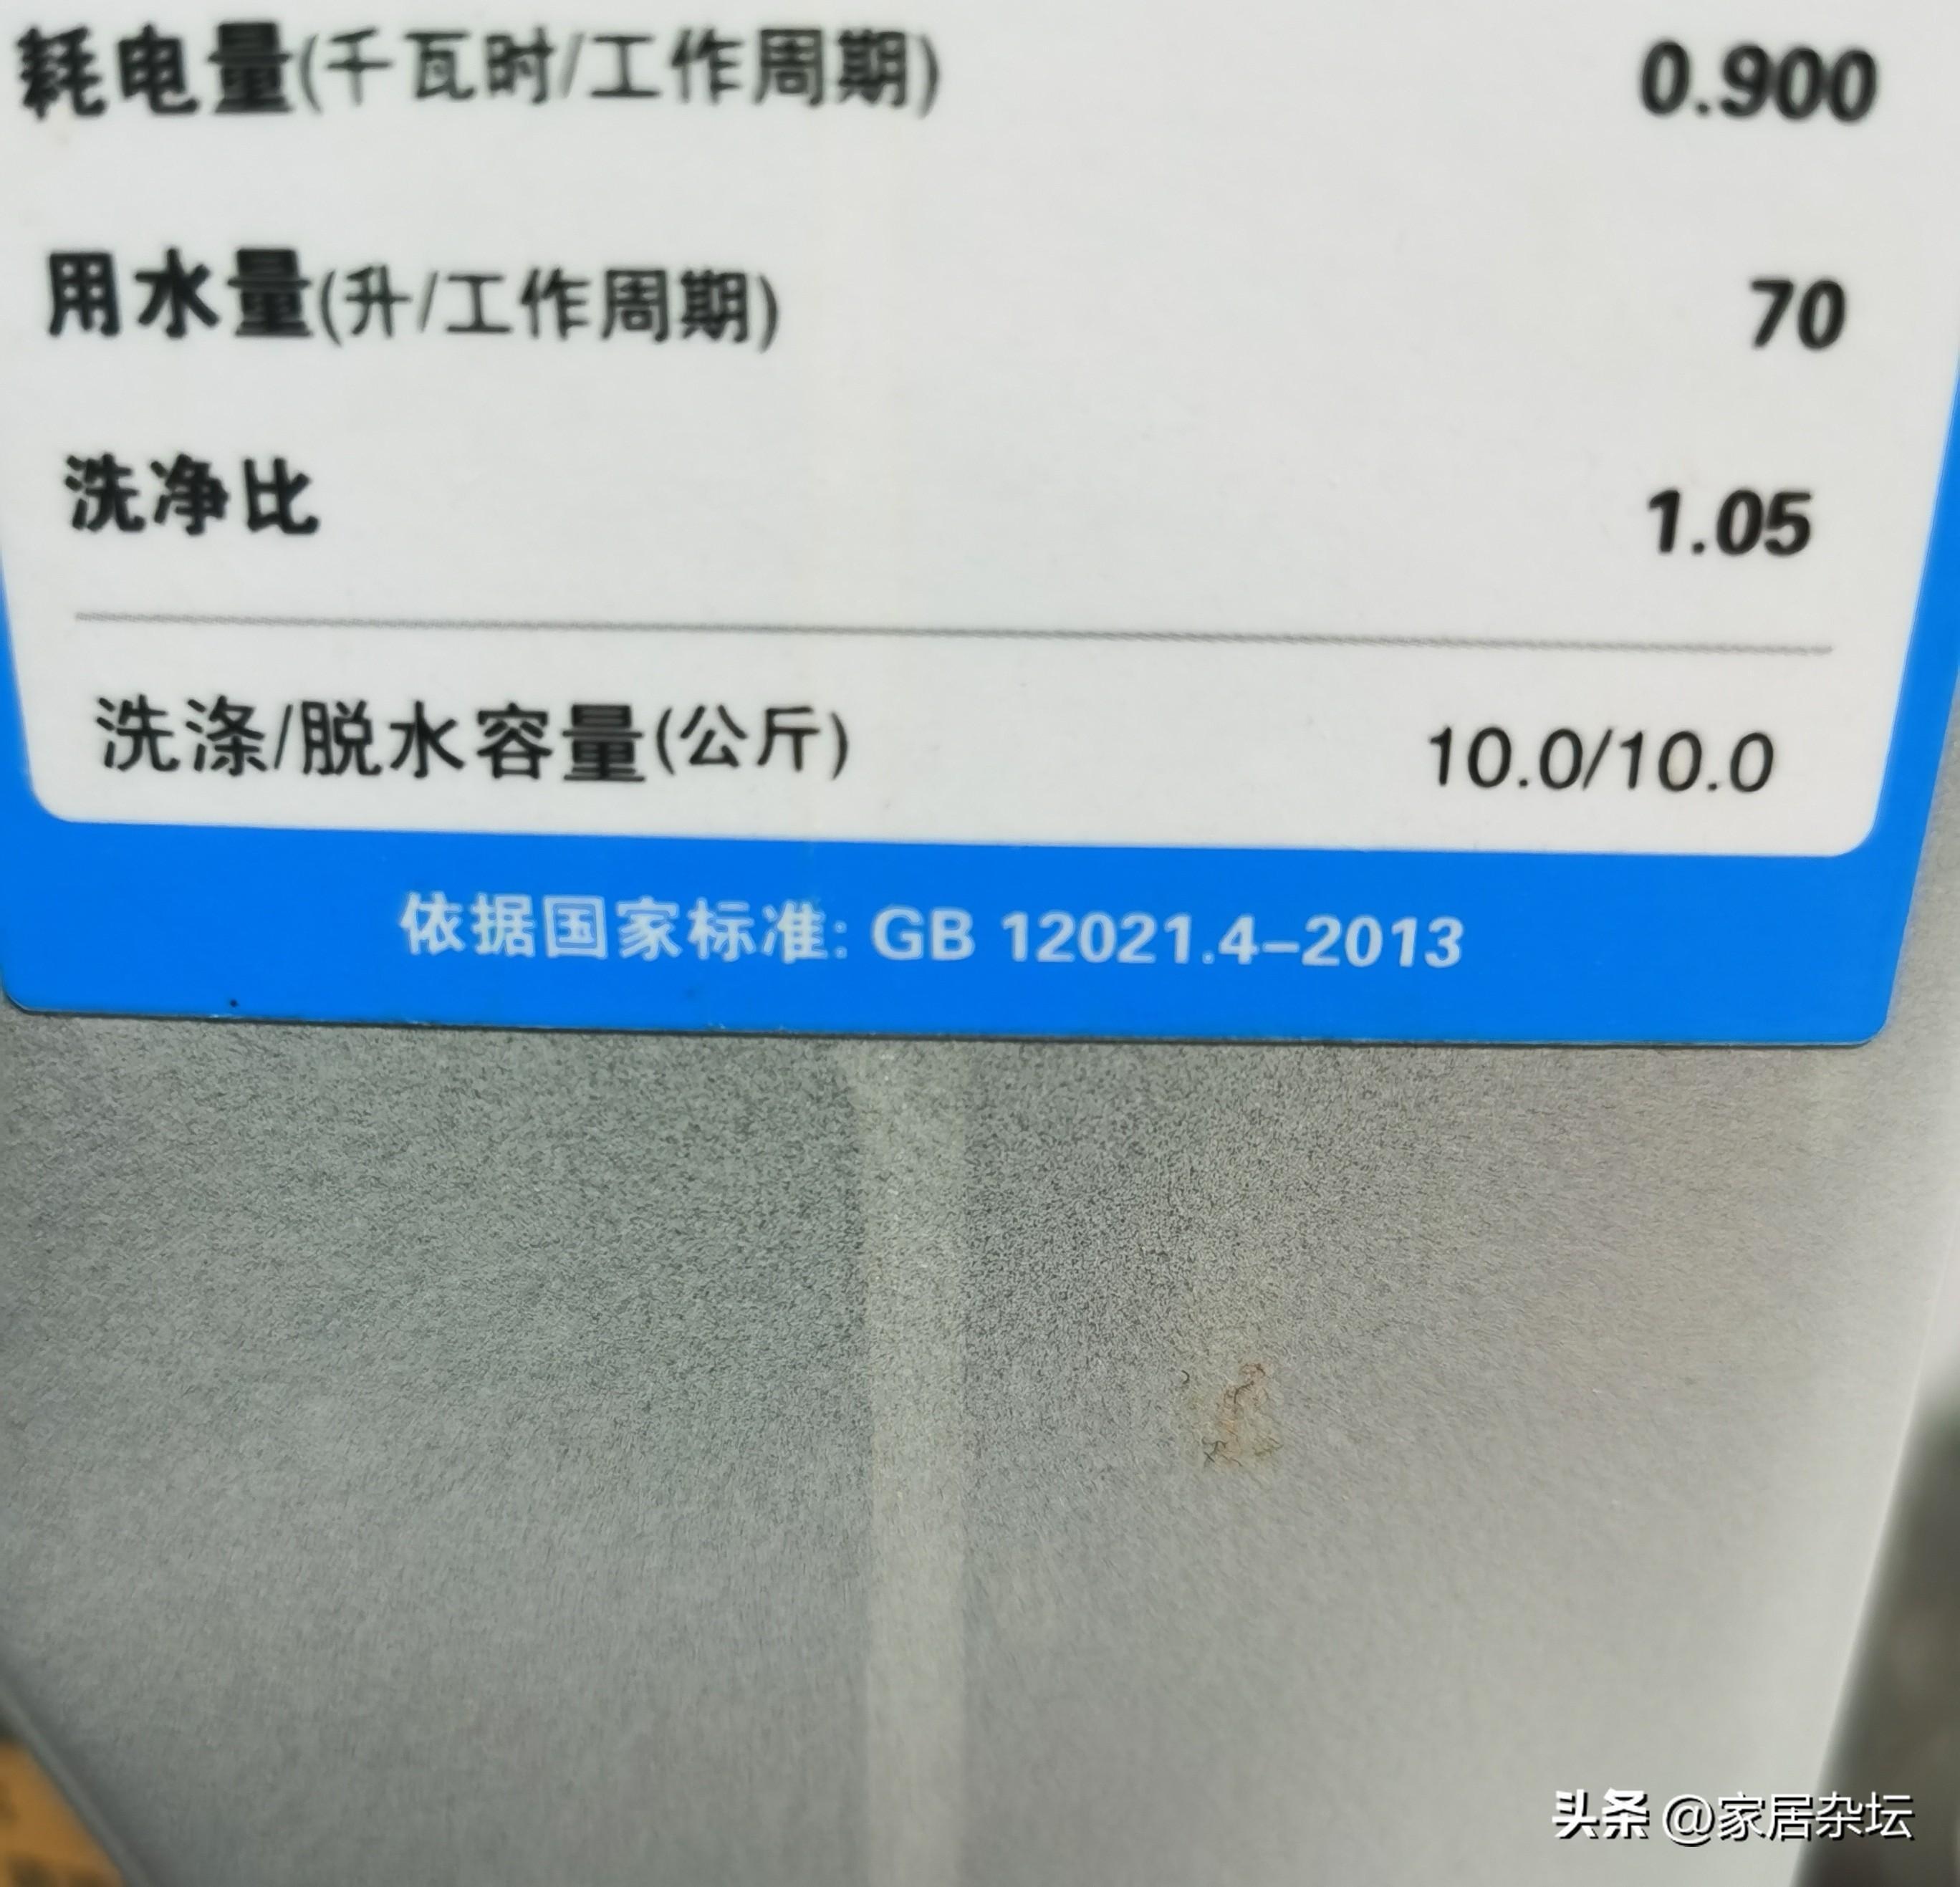 耗电量(千瓦时/工作周期) 0.900
用水量(升/工作周期) 70
洗净比 1.05
洗涤/脱水容量(公斤) 10.0/10.0
依据国家标准: GB 12021.4-2013
头条 @家居杂坛